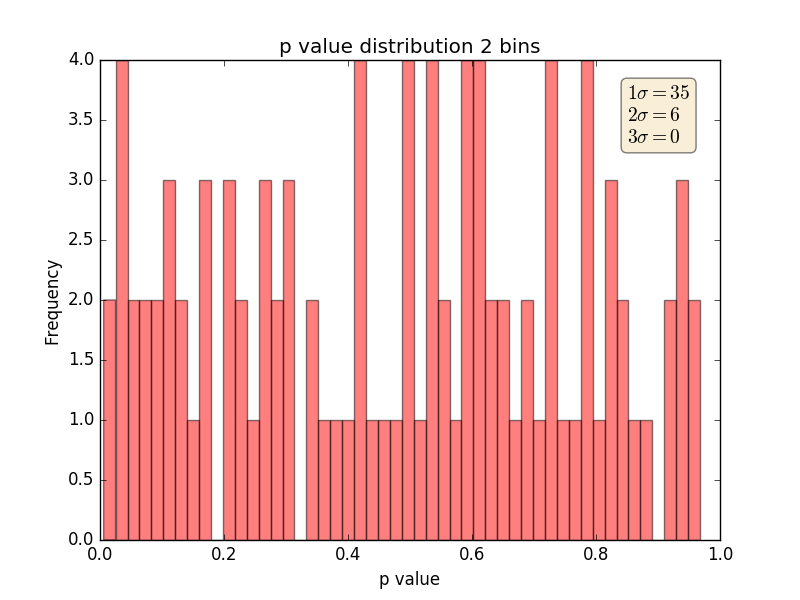 p value distribution 2 bins
4.0
3.5
3.0
2.5
2.0
1.5
1.0
0.5
0.0
Frequency
1σ = 35
2σ = 6
3σ = 0
0.0 0.2 0.4 0.6 0.8 1.0
p value